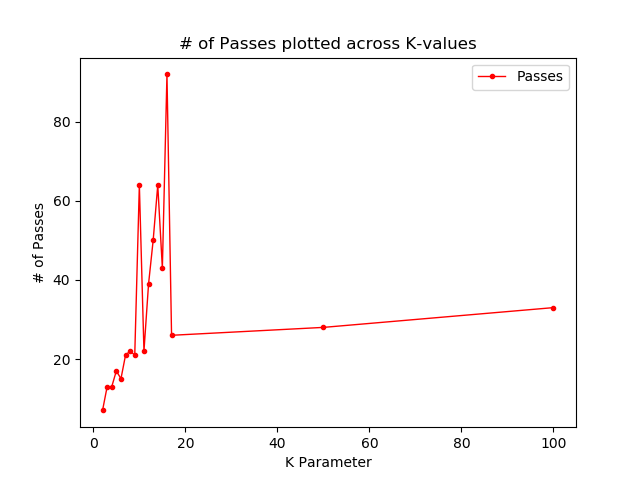 # of Passes plotted across K-values
Passes
# of Passes
80
60
40
20
0 20 40 60 80 100
K Parameter